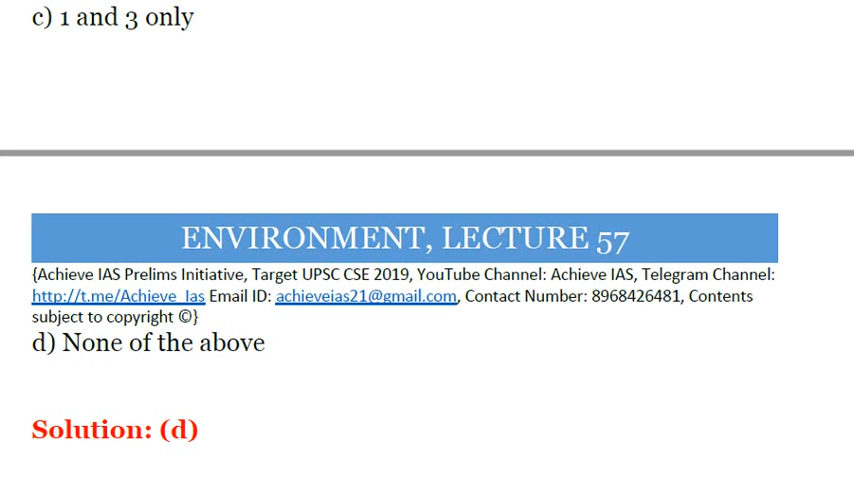 c) 1 and 3 only
ENVIRONMENT, LECTURE 57
{Achieve IAS Prelims Initiative, Target UPSC CSE 2019, YouTube Channel: Achieve IAS, Telegram Channel:
http://t.me/Achieve_Ias Email ID: achieveias21@gmail.com, Contact Number: 8968426481, Contents
subject to copyright ©}
d) None of the above
Solution: (d)